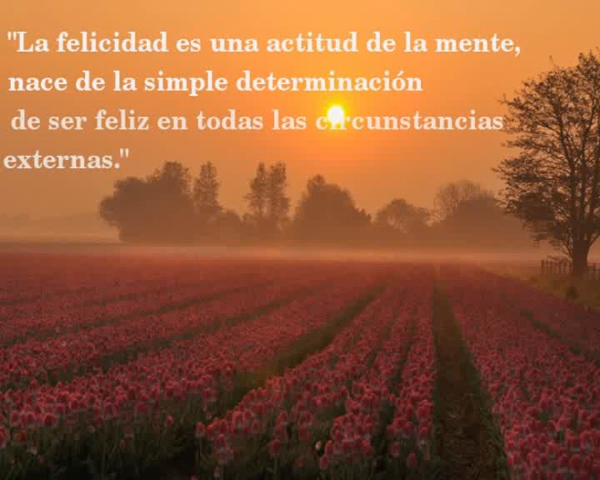 "La felicidad es una actitud de la mente,
nace de la simple determinación
de ser feliz en todas las circunstancias
externas."